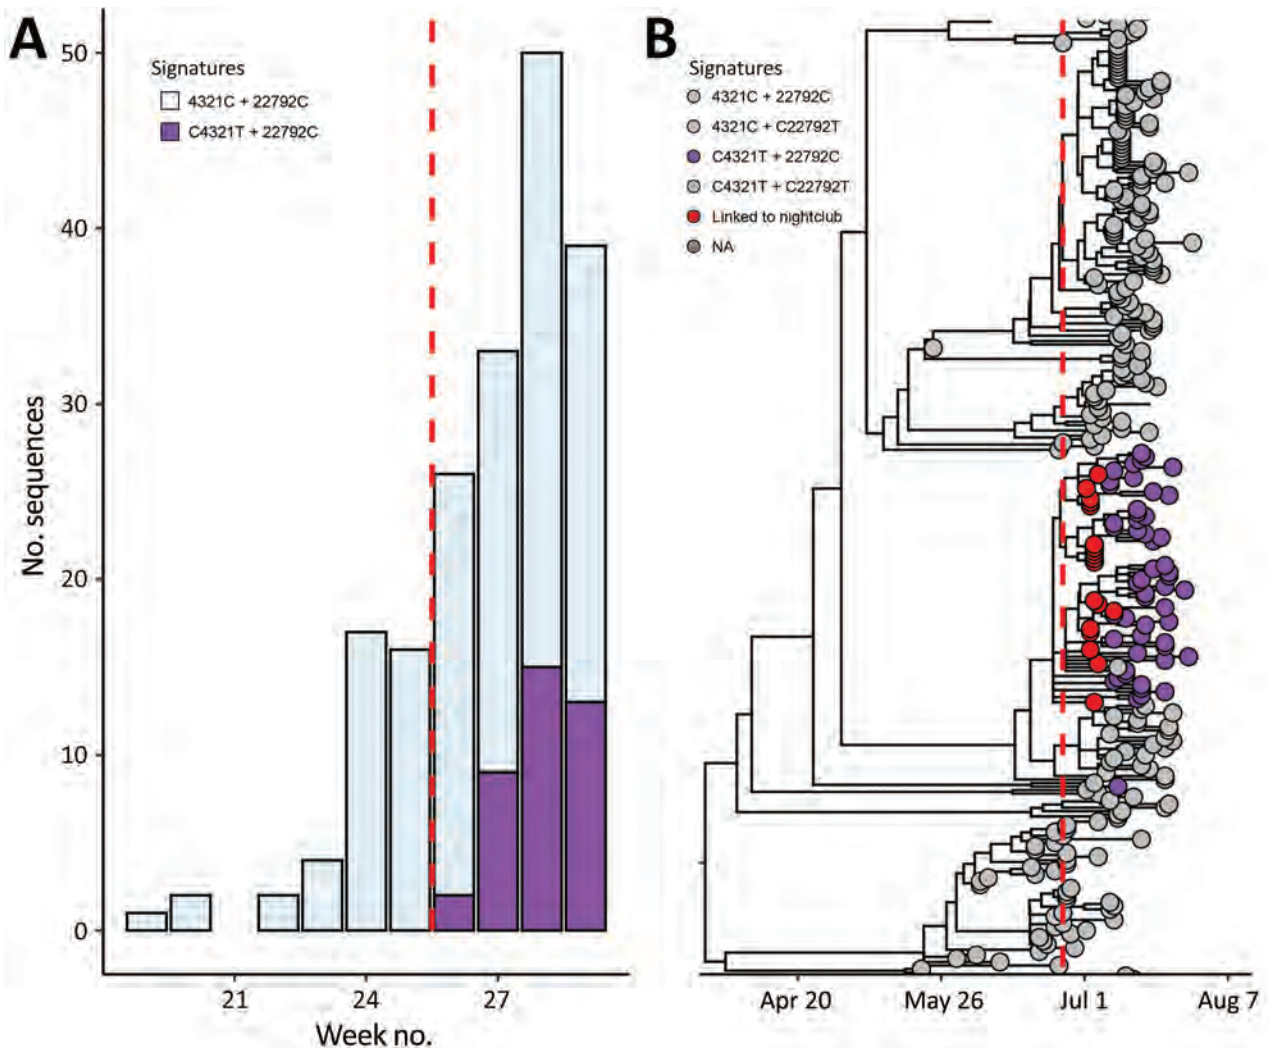 A
Signatures
4321C + 22792C
C4321T + 22792C
50
40
30
20
10
0
No. sequences
21
24
27
Week no.
B
Signatures
4321C + 22792C
4321C + C22792T
C4321T + 22792C
C4321T + C22792T
Linked to nightclub
NA
Apr 20
May 26
Jul 1
Aug 7